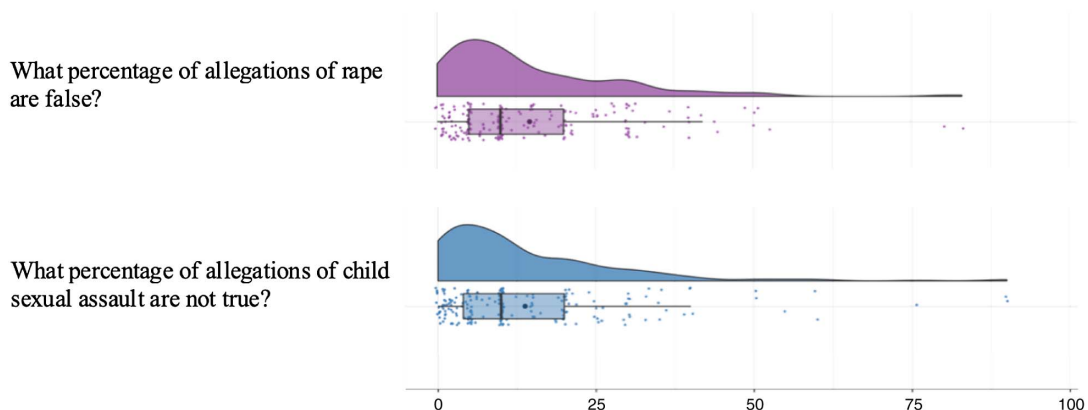 What percentage of allegations of rape
are false?
What percentage of allegations of child
sexual assault are not true?
0 25 50 75 100